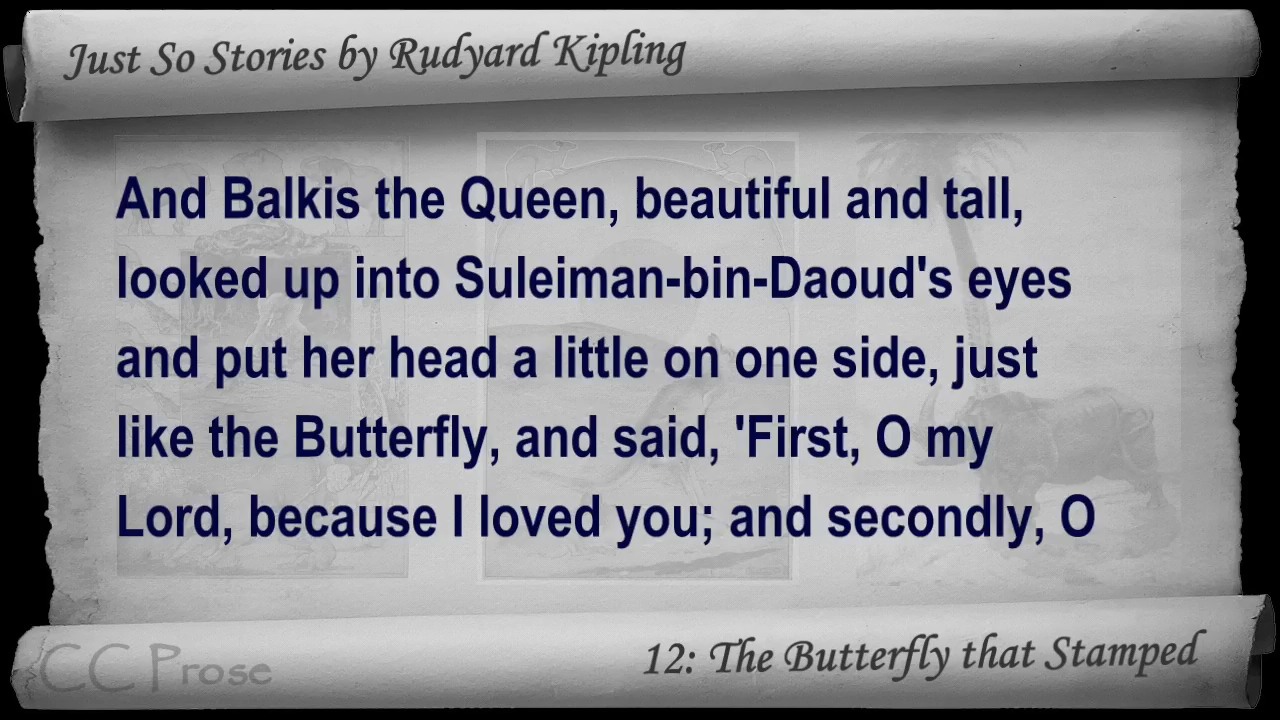 Just So Stories by Rudyard Kipling
And Balkis the Queen, beautiful and tall,
looked up into Suleiman-bin-Daoud's eyes
and put her head a little on one side, just
like the Butterfly, and said, 'First, O my
Lord, because I loved you; and secondly, O
CC Prose
12: The Butterfly that Stamped